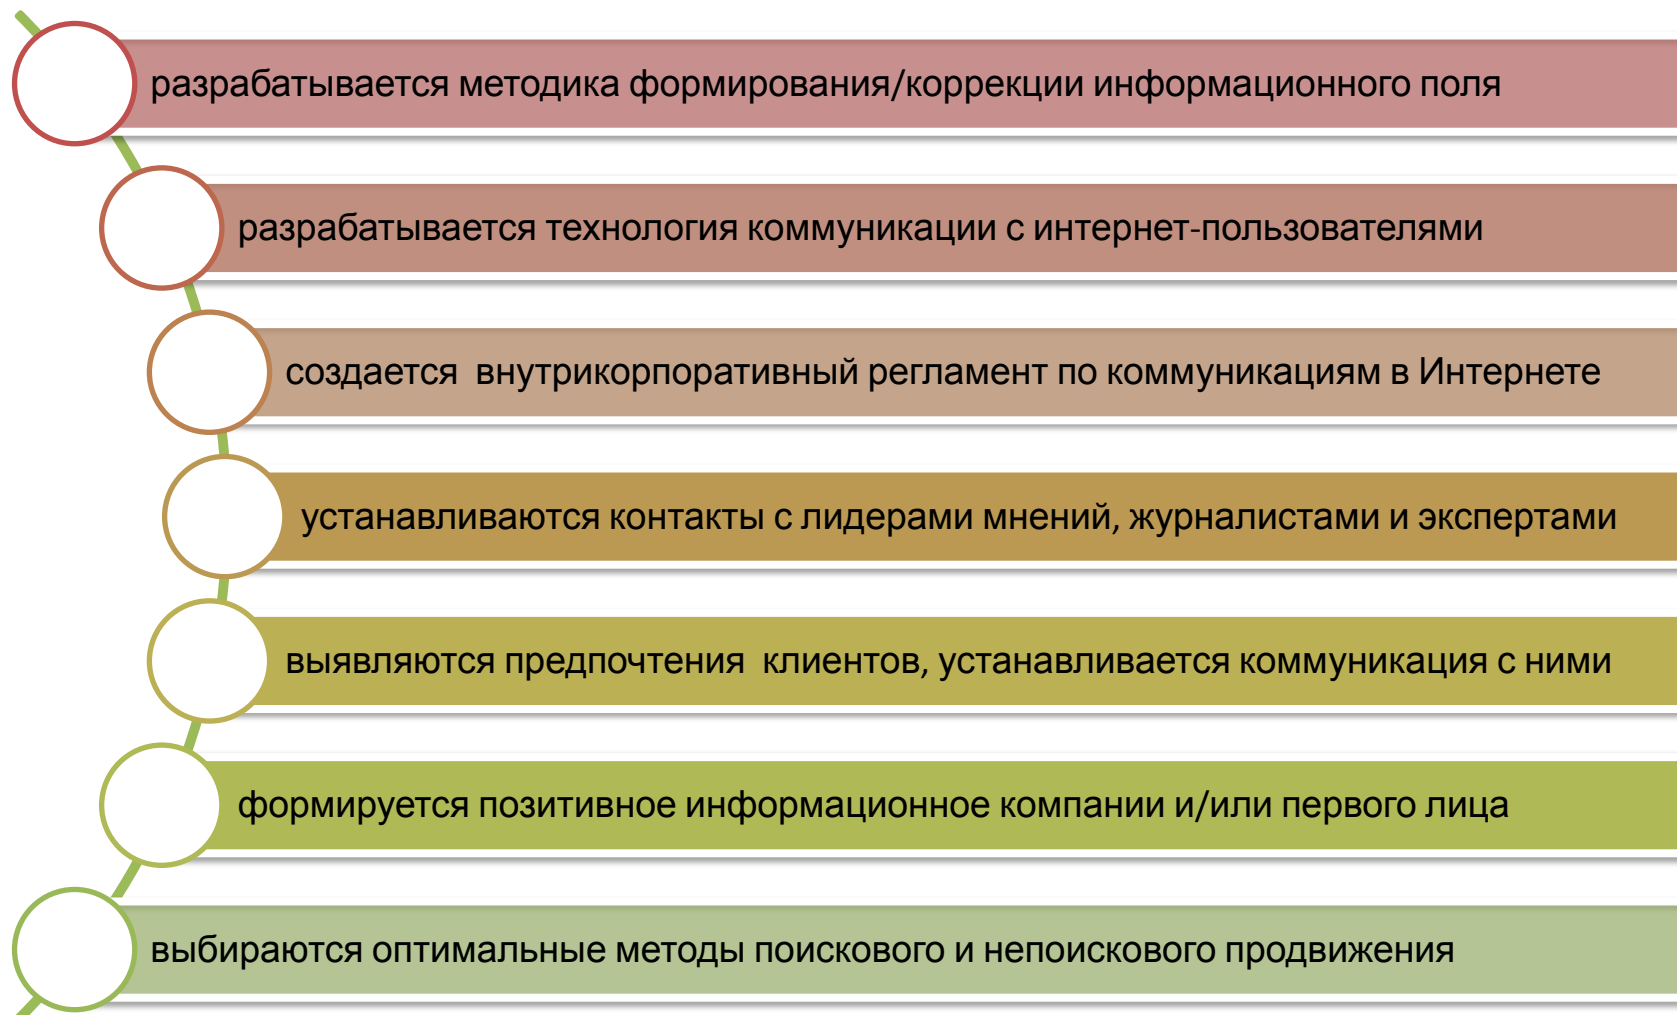 разрабатывается методика формирования/коррекции информационного поля
разрабатывается технология коммуникации с интернет-пользователями
создается  внутрикорпоративный регламент по коммуникациям в Интернете
устанавливаются контакты с лидерами мнений, журналистами и экспертами
выявляются предпочтения  клиентов, устанавливается коммуникация с ними
формируется позитивное информационное компании и/или первого лица
выбираются оптимальные методы поискового и непоискового продвижения